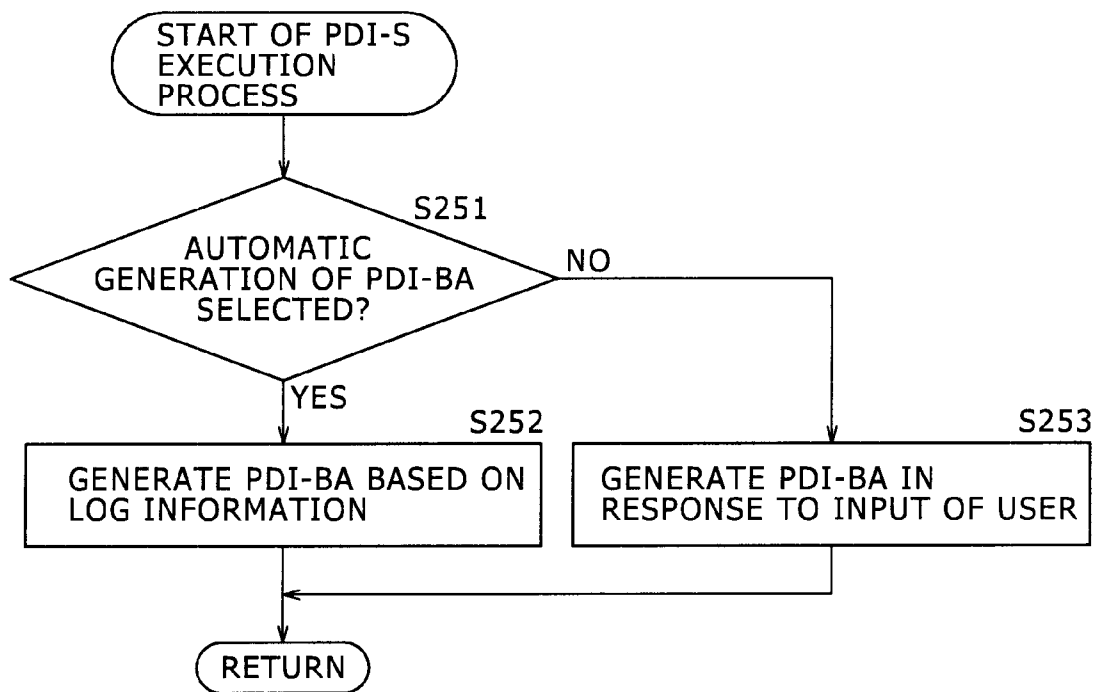 START OF PDI-S
EXECUTION
PROCESS
S251
AUTOMATIC
GENERATION OF PDI-BA
SELECTED?
NO
YES
S252
GENERATE PDI-BA BASED ON
LOG INFORMATION
S253
GENERATE PDI-BA IN
RESPONSE TO INPUT OF USER
RETURN